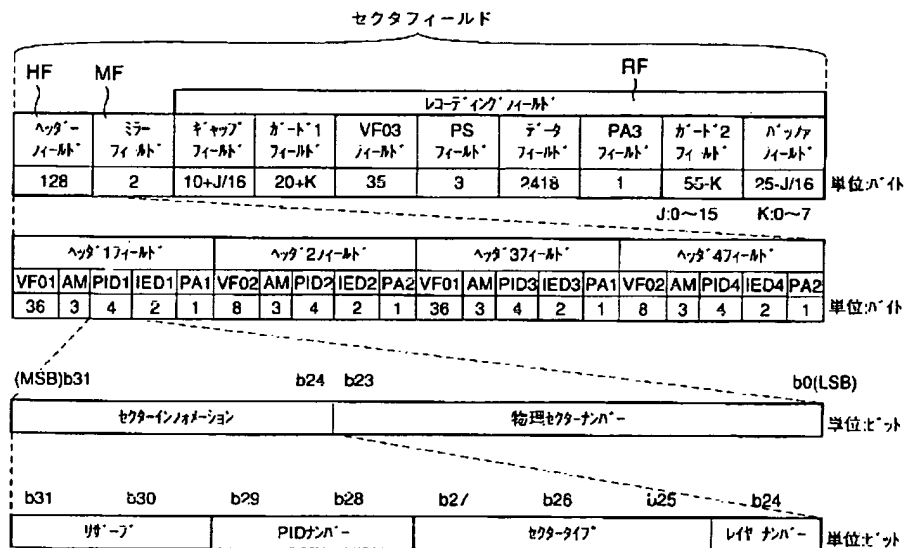 セクタフィールド
HF MF RF
レコーディングフィールド
ヘッダー ミラー ギャップ ガード1 VF03 PS データ PA3 ガード2 バッファ
フィールド フィールド フィールド フィールド フィールド フィールド フィールド フィールド フィールド フィールド
128 2 10+J/16 20+K 35 3 2418 1 55-K 25-J/16 単位:バイト
J:0〜15 K:0〜7
ヘッダ1フィールド ヘッダ2フィールド ヘッダ3フィールド ヘッダ4フィールド
VF01 AM PID1 IED1 PA1 VF02 AM PID2 IED2 PA2 VF01 AM PID3 IED3 PA1 VF02 AM PID4 IED4 PA2
36 3 4 2 1 8 3 4 2 1 36 3 4 2 1 8 3 4 2 1 単位:バイト
(MSB)b31 b24 b23 b0(LSB)
セクターインフォメーション 物理セクターナンバー 単位:ビット
b31 b30 b29 b28 b27 b26 b25 b24
リザーブ PIDナンバー セクタータイプ レイヤナンバー 単位:ビット